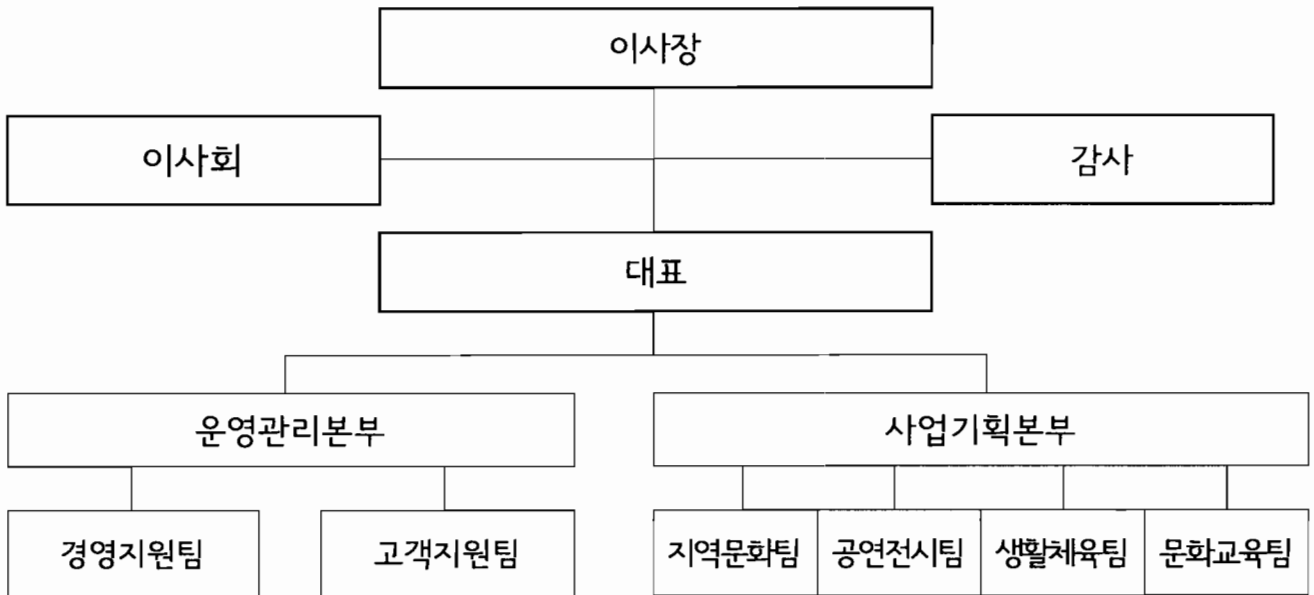 이사장
이사회
감사
대표
운영관리본부
사업기획본부
경영지원팀
고객지원팀
지역문화팀
공연전시팀
생활체육팀
문화교육팀